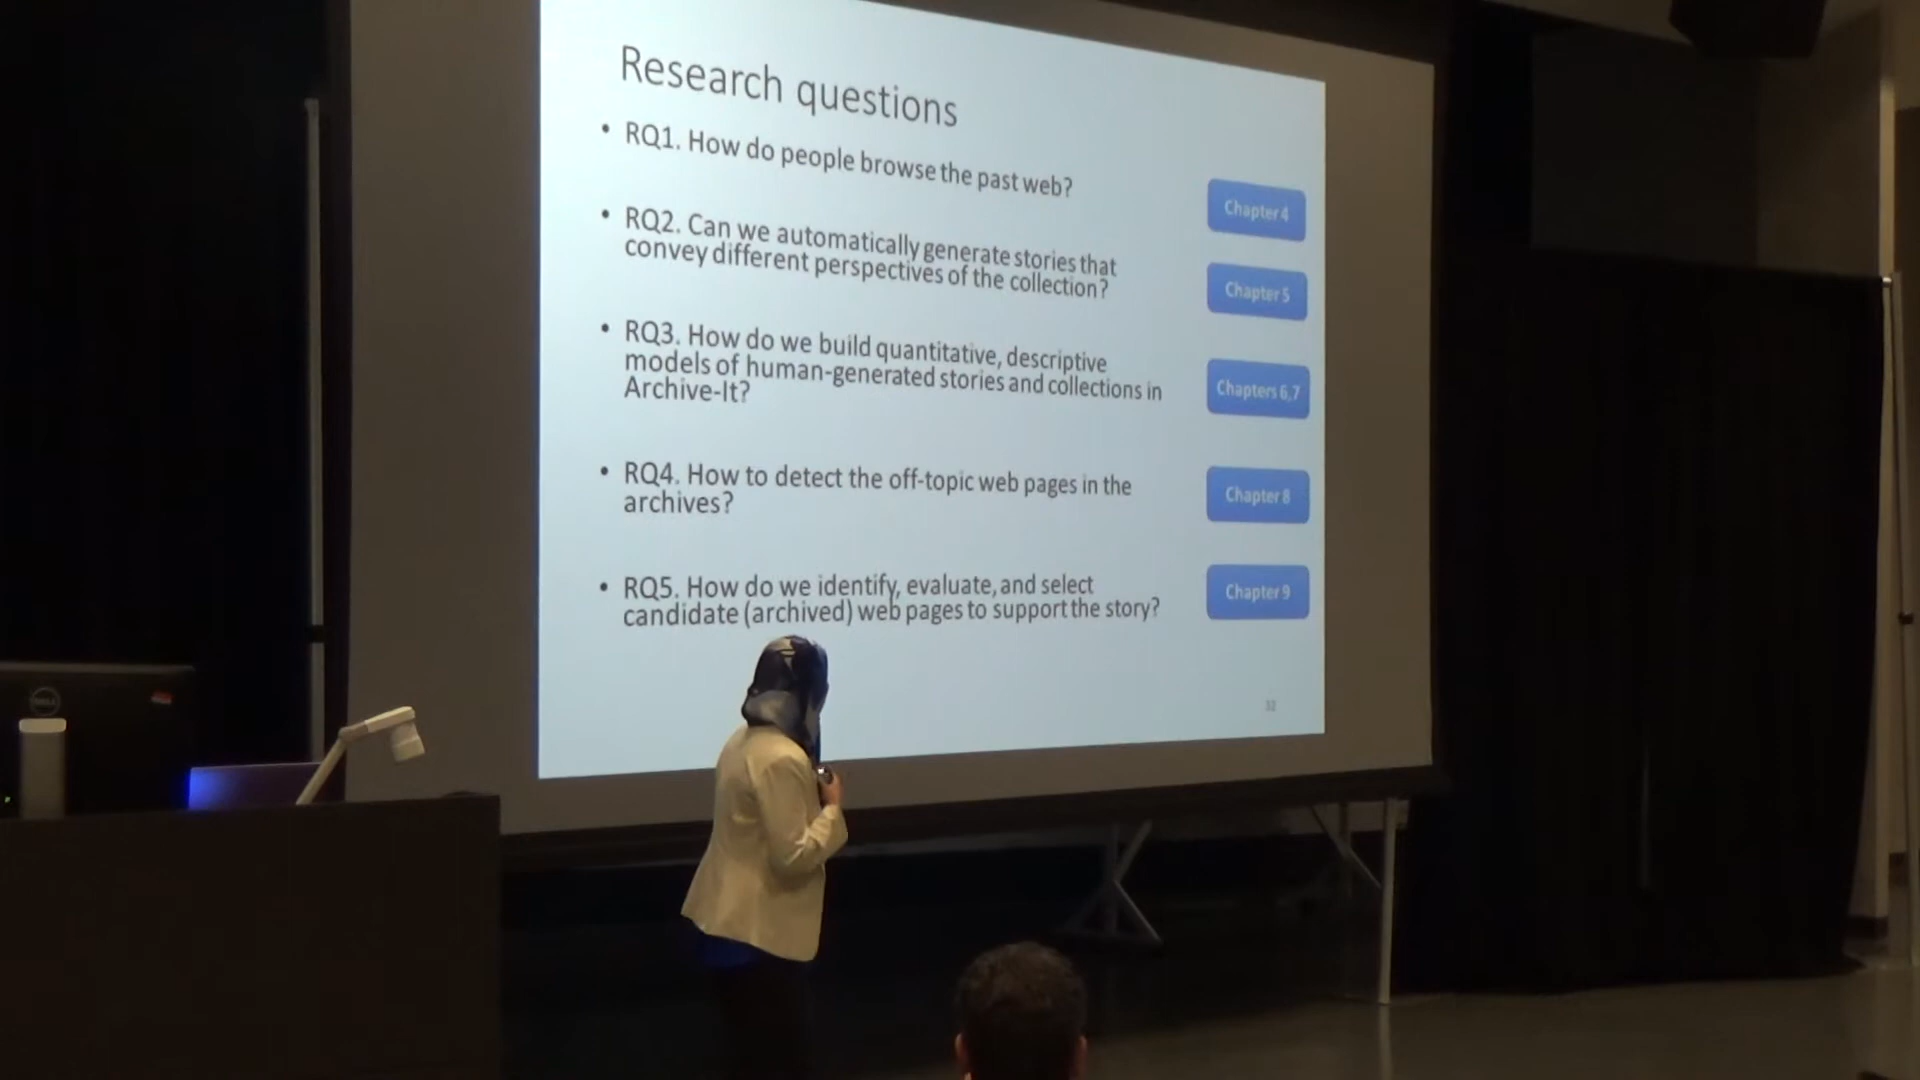 Research questions
• RQ1. How do people browse the past web?
Chapter 4
• RQ2. Can we automatically generate stories that
convey different perspectives of the collection?
Chapter 5
• RQ3. How do we build quantitative, descriptive
models of human-generated stories and collections in
Archive-It?
Chapters 6,7
• RQ4. How to detect the off-topic web pages in the
archives?
Chapter 8
• RQ5. How do we identify, evaluate, and select
candidate (archived) web pages to support the story?
Chapter 9
32
DELL